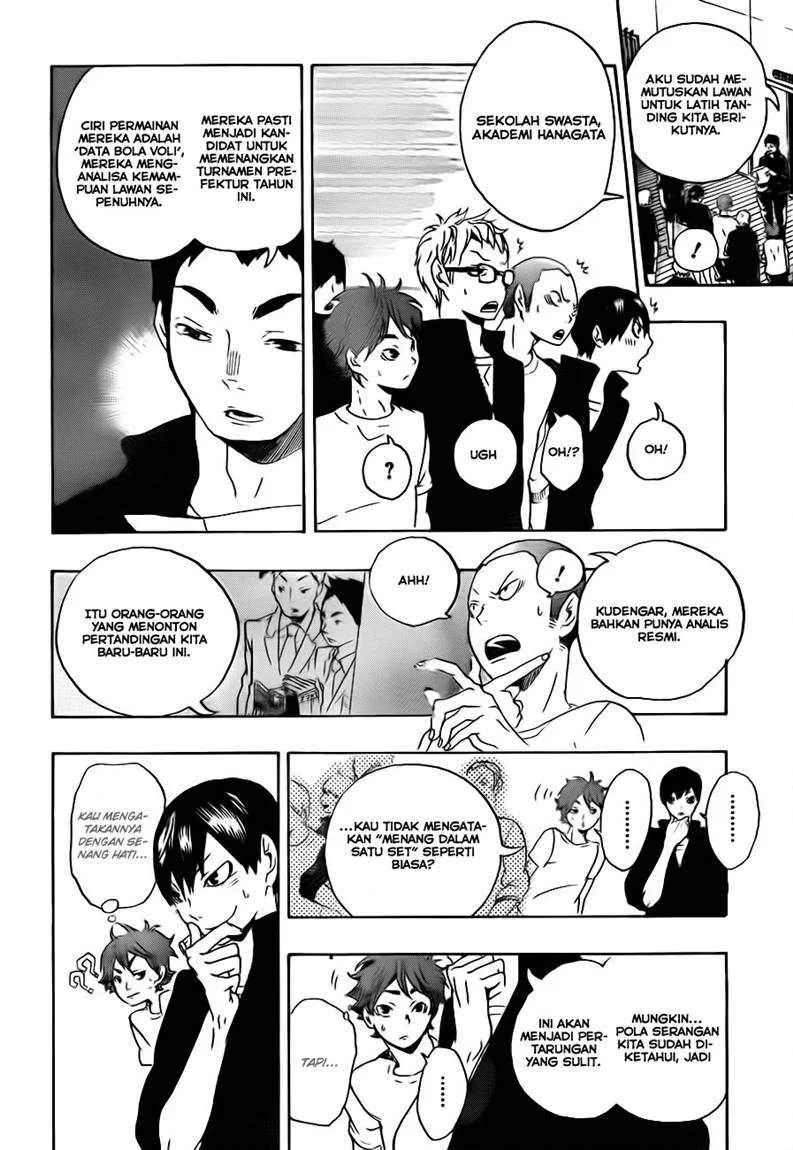 AKU SUDAH ME-
MUTUSKAN LAWAN
UNTUK LATIH TAN-
DING KITA BERI-
KUTNYA.
!
SEKOLAH SWASTA,
AKADEMI HANAGATA
OH!
OH!?
UGH
?
MEREKA PASTI
MENJADI KAN-
DIDAT UNTUK
MEMENANGKAN
TURNAMEN PRE-
FEKTUR TAHUN
INI.
CIRI PERMAINAN
MEREKA ADALAH
'DATA BOLA VOLI',
MEREKA MENG-
ANALISA KEMAM-
PUAN LAWAN SE-
PENUHNYA.
KUDENGAR, MEREKA
BAHKAN PUNYA ANALIS
RESMI.
!
AHH!
ITU ORANG-ORANG
YANG MENONTON
PERTANDINGAN KITA
BARU-BARU INI.
......
......
...KAU TIDAK MENGATA-
KAN "MENANG DALAM
SATU SET" SEPERTI
BIASA?
MUNGKIN...
POLA SERANGAN
KITA SUDAH DI-
KETAHUI, JADI
INI AKAN
MENJADI PER-
TARUNGAN
YANG SULIT.
......
TAPI...
KAU MENGA-
TAKANNYA
DENGAN SE-
NANG HATI...
??